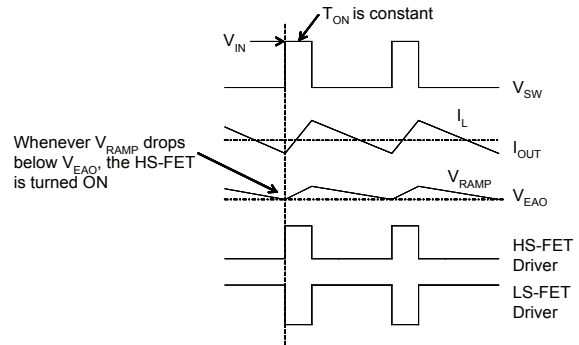 T_ON is constant
V_IN
V_SW
I_L
I_OUT
Whenever V_RAMP drops
below V_EAO, the HS-FET
is turned ON
V_RAMP
V_EAO
HS-FET
Driver
LS-FET
Driver